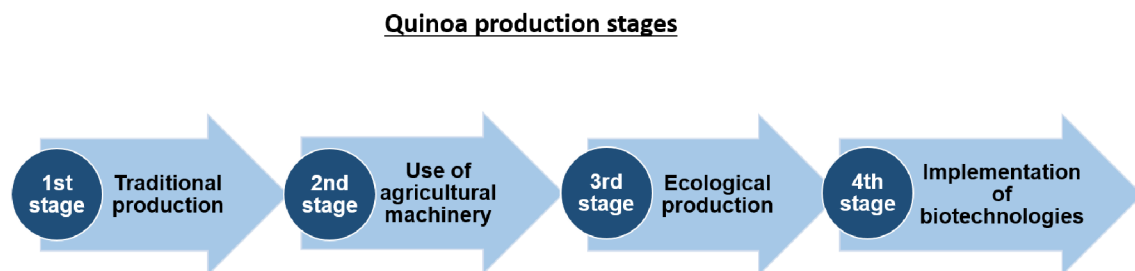 Quinoa production stages
1st
stage
Traditional
production
2nd
stage
Use of
agricultural
machinery
3rd
stage
Ecological
production
4th
stage
Implementation
of
biotechnologies